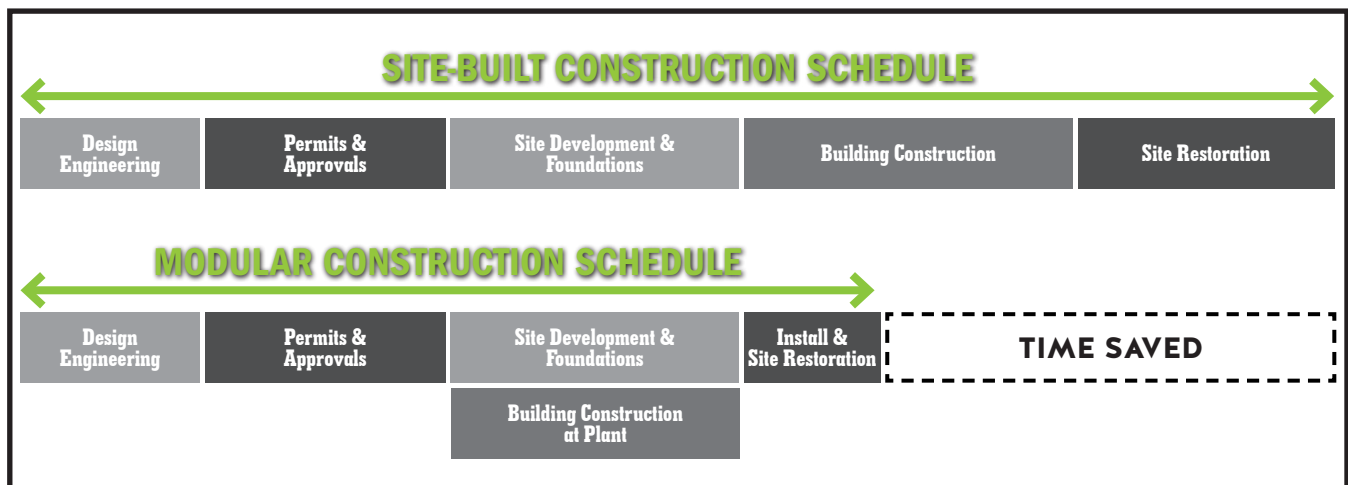 SITE-BUILT CONSTRUCTION SCHEDULE
Design
Engineering
Permits &
Approvals
Site Development &
Foundations
Building Construction
Site Restoration
MODULAR CONSTRUCTION SCHEDULE
Design
Engineering
Permits &
Approvals
Site Development &
Foundations
Install &
Site Restoration
TIME SAVED
Building Construction
at Plant